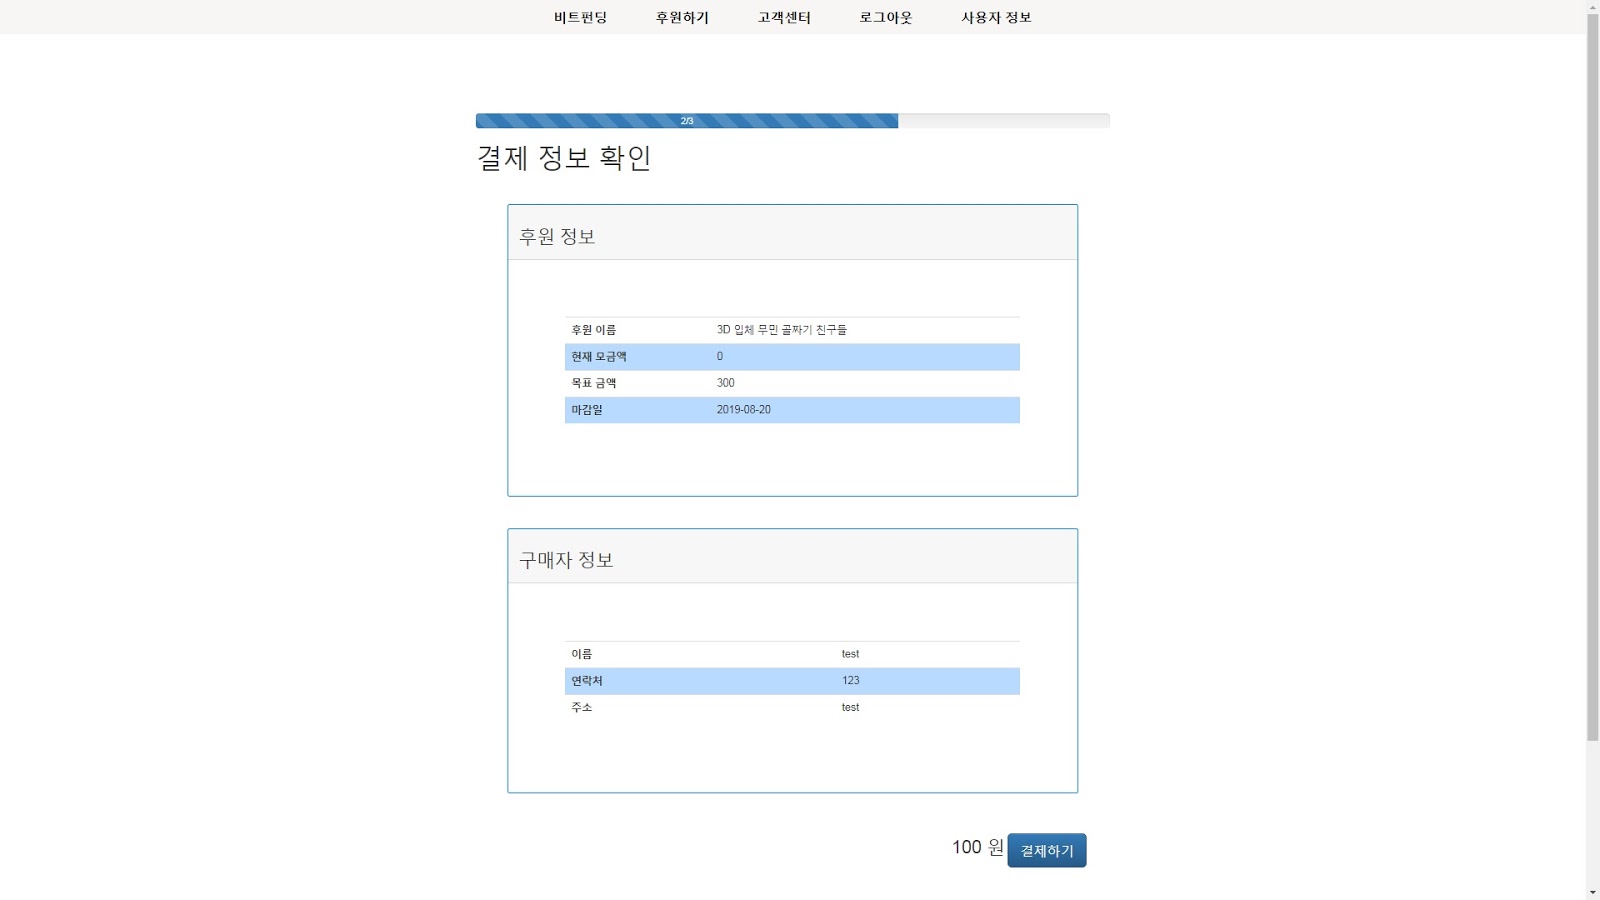 비트펀딩 후원하기 고객센터 로그아웃 사용자 정보
2/3
결제 정보 확인
후원 정보
후원 이름 3D 입체 무민 골짜기 친구들
현재 모금액 0
목표 금액 300
마감일 2019-08-20
구매자 정보
이름 test
연락처 123
주소 test
100 원 결제하기